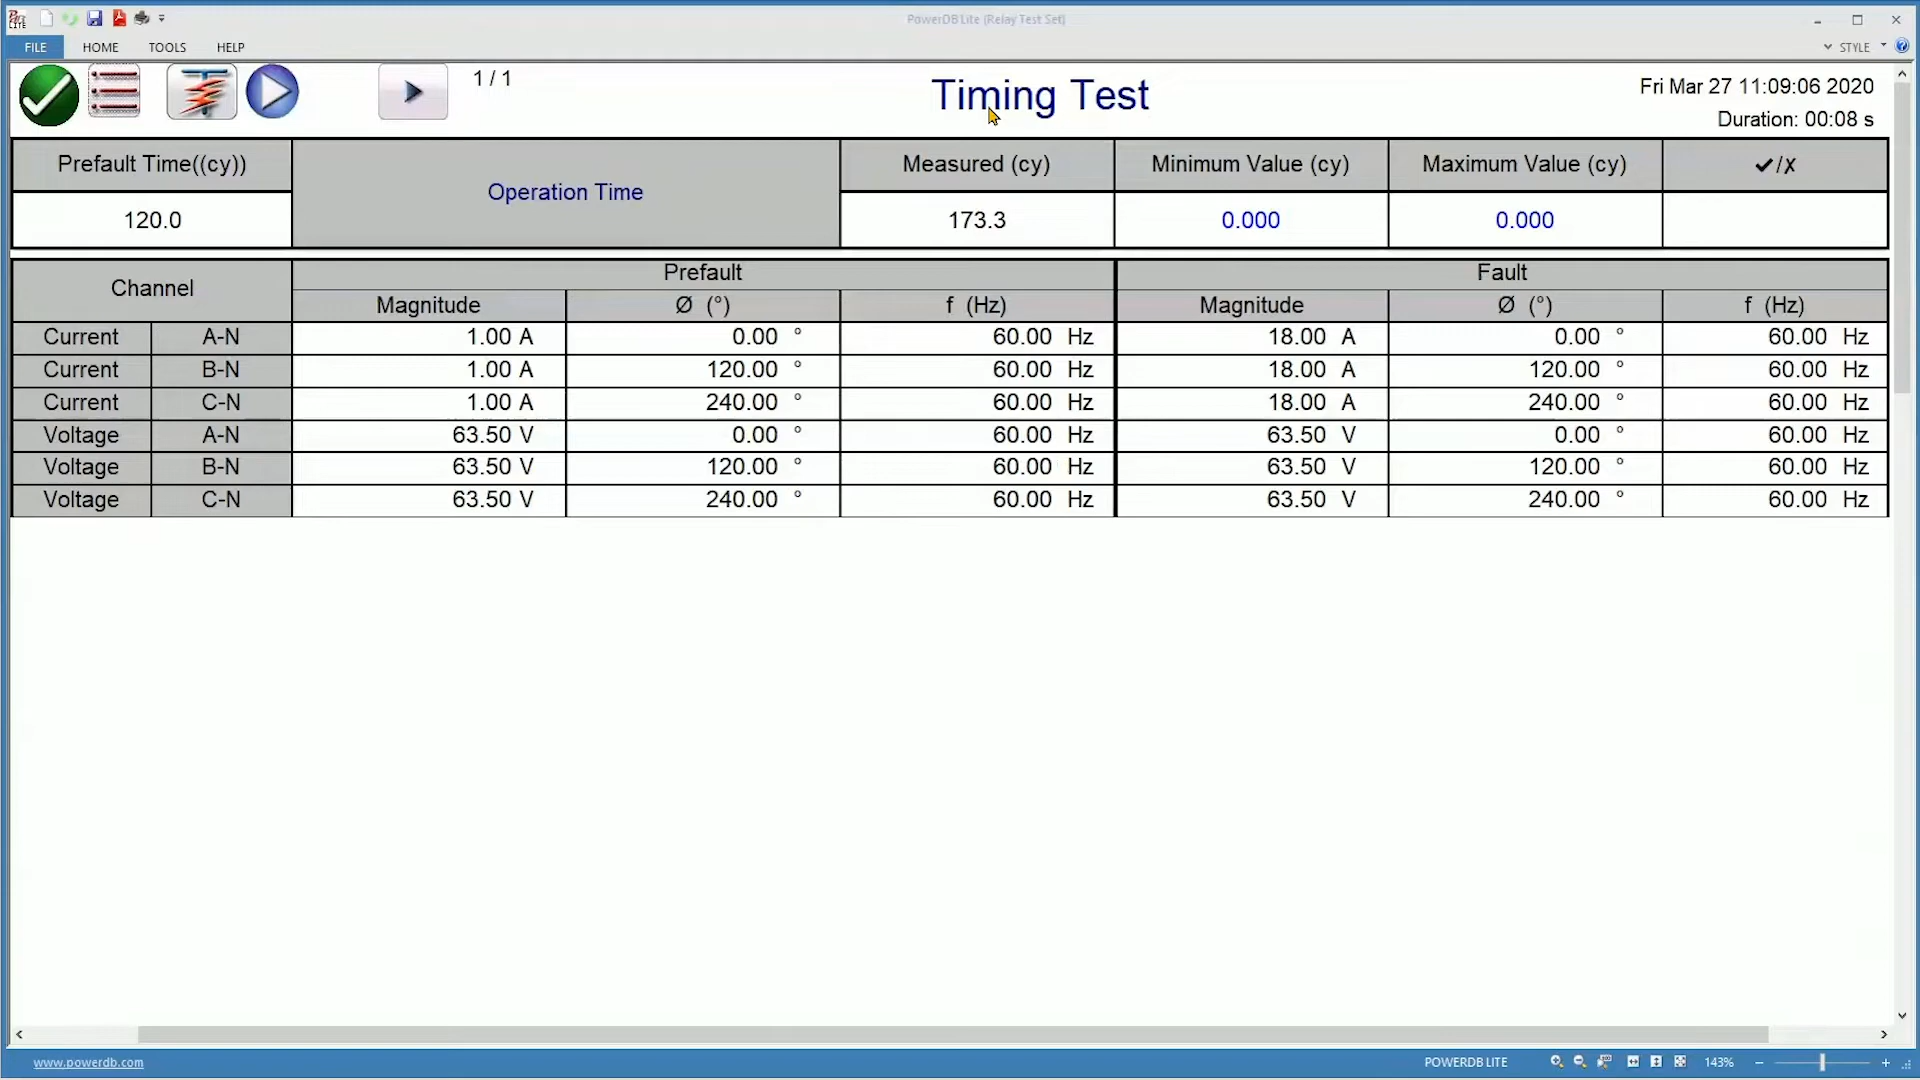 PowerDB Lite (Relay Test Set)
FILE HOME TOOLS HELP STYLE
1 / 1
Timing Test
Fri Mar 27 11:09:06 2020
Duration: 00:08 s
Prefault Time((cy)) Operation Time Measured (cy) Minimum Value (cy) Maximum Value (cy) ✓/X
120.0 173.3 0.000 0.000
Channel Prefault Fault
Magnitude Ø (°) f (Hz) Magnitude Ø (°) f (Hz)
Current A-N 1.00 A 0.00 ° 60.00 Hz 18.00 A 0.00 ° 60.00 Hz
Current B-N 1.00 A 120.00 ° 60.00 Hz 18.00 A 120.00 ° 60.00 Hz
Current C-N 1.00 A 240.00 ° 60.00 Hz 18.00 A 240.00 ° 60.00 Hz
Voltage A-N 63.50 V 0.00 ° 60.00 Hz 63.50 V 0.00 ° 60.00 Hz
Voltage B-N 63.50 V 120.00 ° 60.00 Hz 63.50 V 120.00 ° 60.00 Hz
Voltage C-N 63.50 V 240.00 ° 60.00 Hz 63.50 V 240.00 ° 60.00 Hz
www.powerdb.com POWERDB LITE 143%